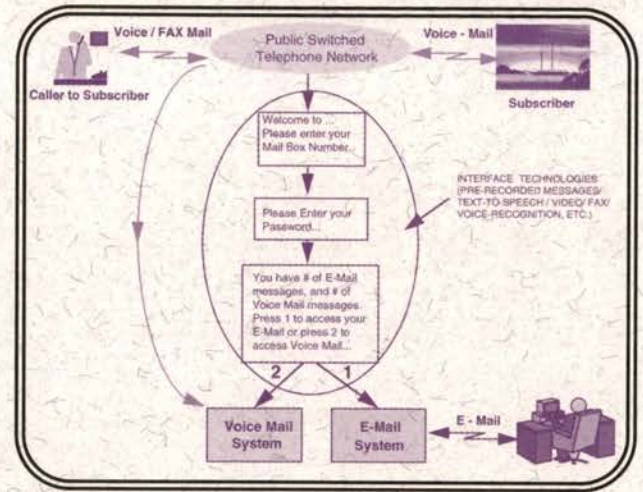 Voice / FAX Mail
Public Switched
Telephone Network
Voice - Mail
Caller to Subscriber
Subscriber
Welcome to ...
Please enter your
Mail Box Number...
INTERFACE TECHNOLOGIES
(PRE-RECORDED MESSAGES/
TEXT-TO-SPEECH / VIDEO/ FAX/
VOICE-RECOGNITION, ETC.)
Please Enter your
Password...
You have # of E-Mail
messages, and # of
Voice Mail messages.
Press 1 to access your
E-Mail or press 2 to
access Voice Mail...
2
1
Voice Mail
System
E-Mail
System
E - Mail